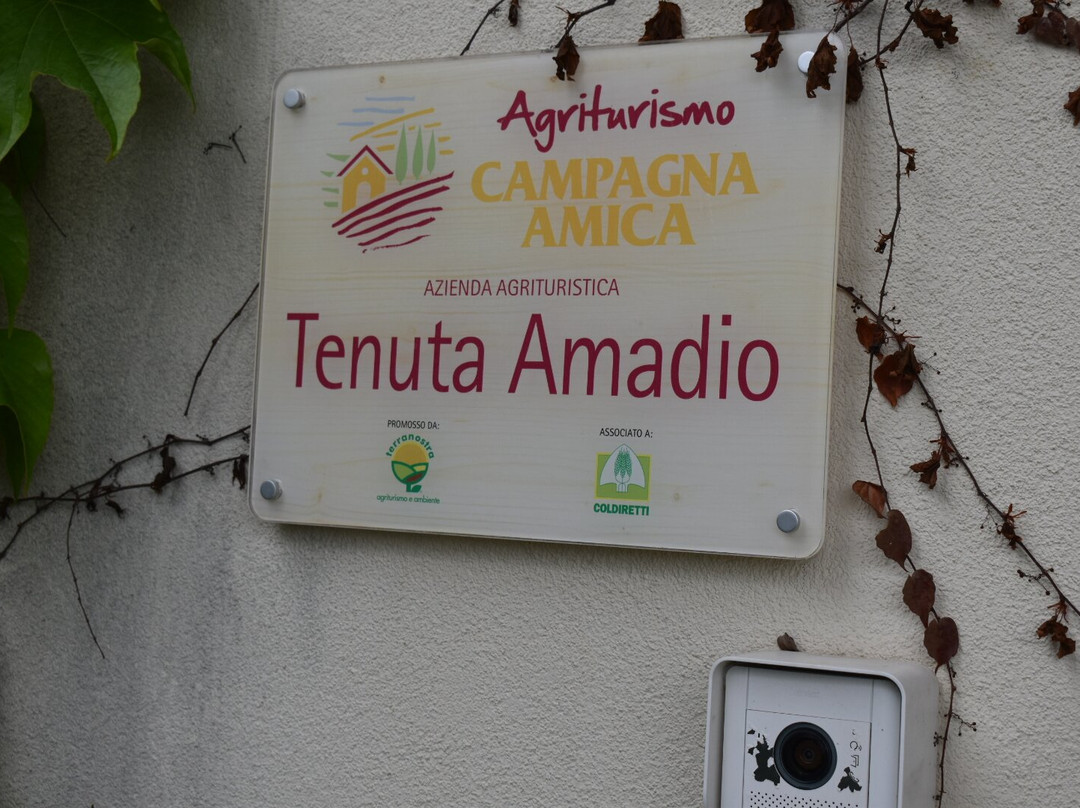 Agriturismo
CAMPAGNA
AMICA
AZIENDA AGRITURISTICA
Tenuta Amadio
PROMOSSO DA:
terranostra
agriturismo e ambiente
ASSOCIATO A:
COLDIRETTI